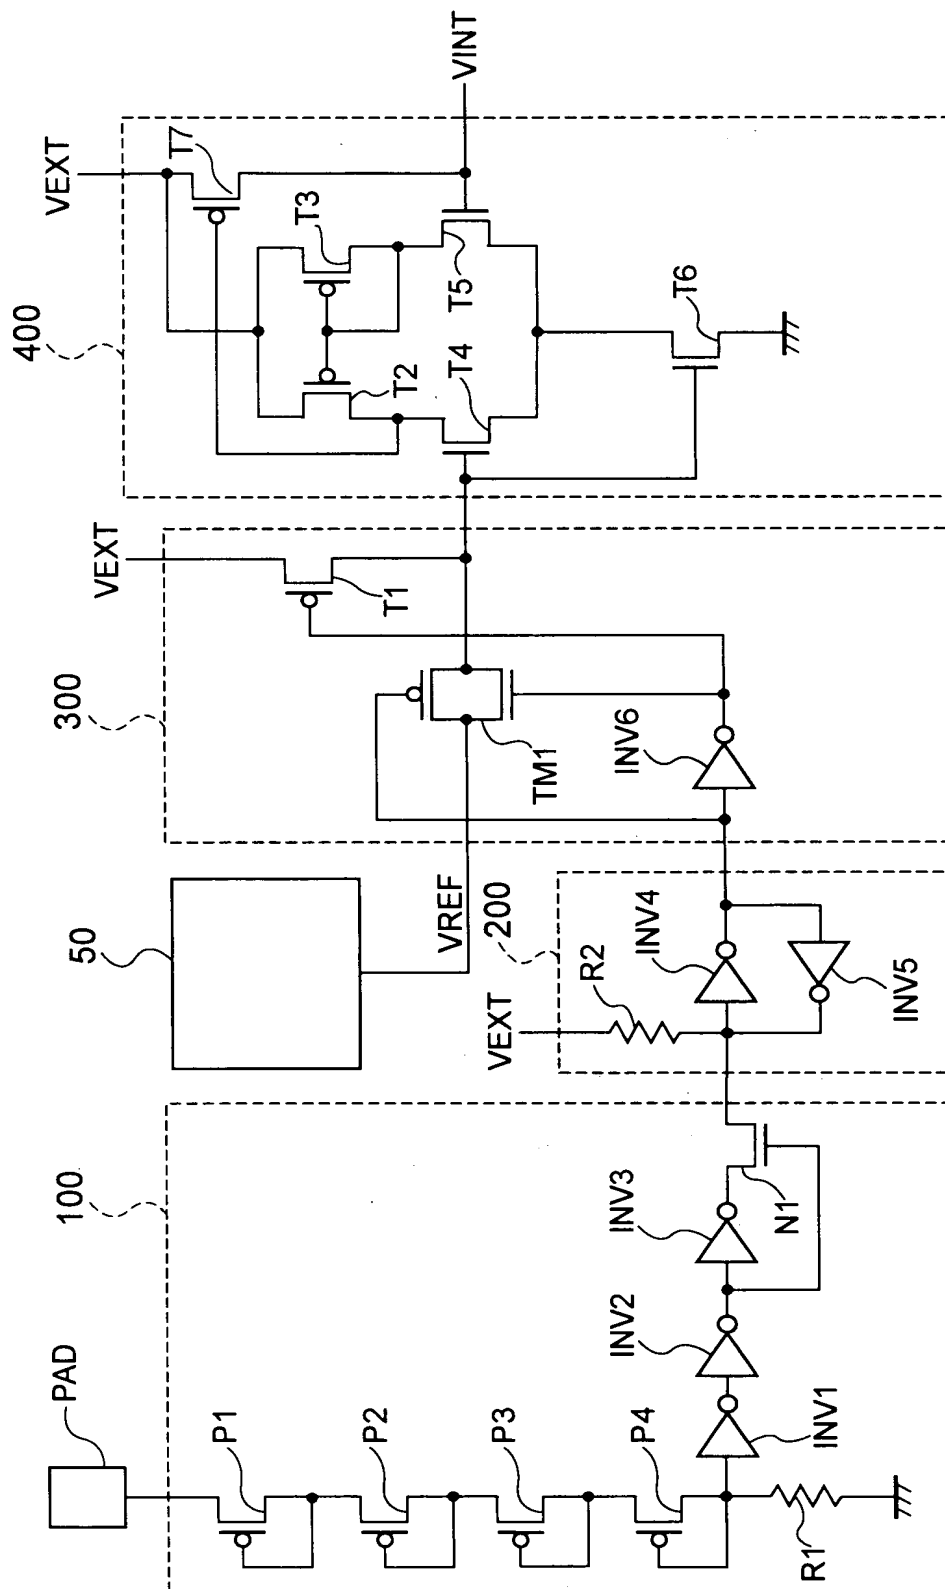 PAD
100
P1
P2
P3
P4
R1
INV1
INV2
INV3
N1
50
VREF
200
VEXT
R2
INV4
INV5
300
VEXT
T1
TM1
INV6
400
VEXT
T7
T3
T2
T5
T4
T6
VINT